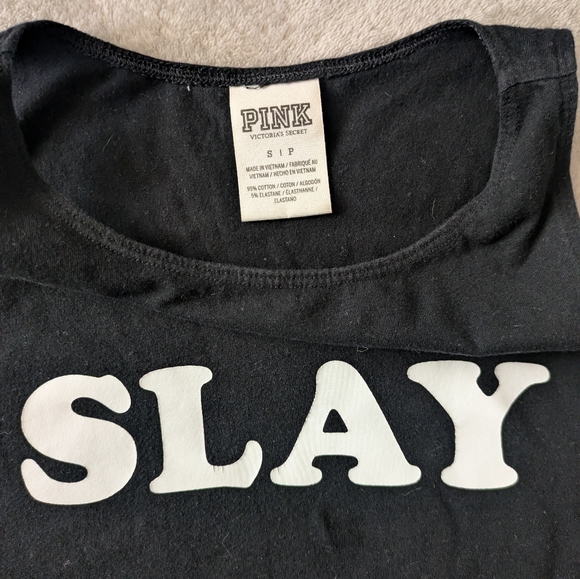 PINK
VICTORIA'S SECRET
S | P
MADE IN VIETNAM / FABRIQUÉ AU
VIETNAM / HECHO EN VIETNAM
95% COTTON / COTON / ALGODÓN
5% ELASTANE / ÉLASTHANNE /
ELASTANO
SLAY